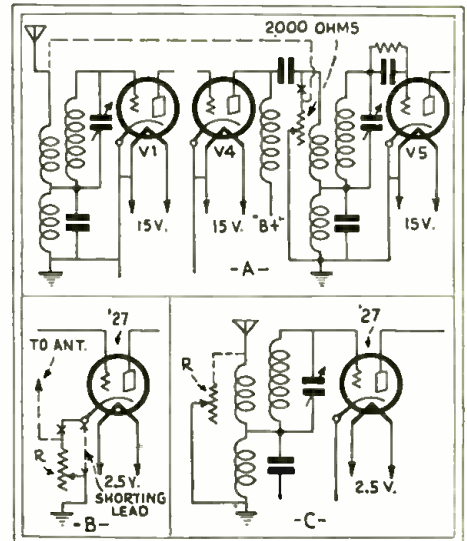 2000 OHMS
V1
V4
V5
15 V.
15 V.
"B+"
15V.
-A-
'27
TO ANT.
R
2.5 V.
SHORTING
LEAD
-B-
'27
R
2.5 V.
-C-